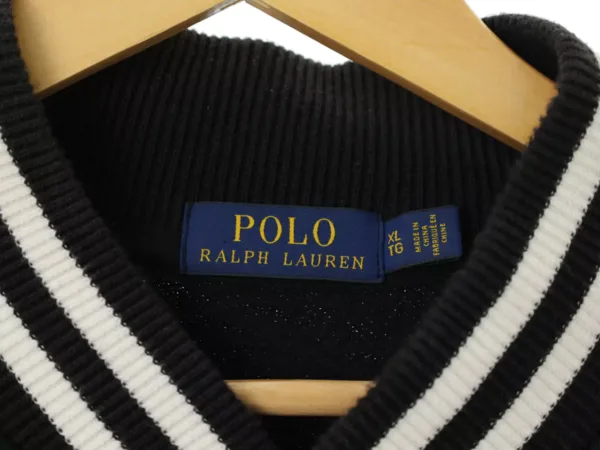 POLO
RALPH LAUREN
XL
TG
MADE IN
CHINA
FABRIQUÉ EN
CHINE